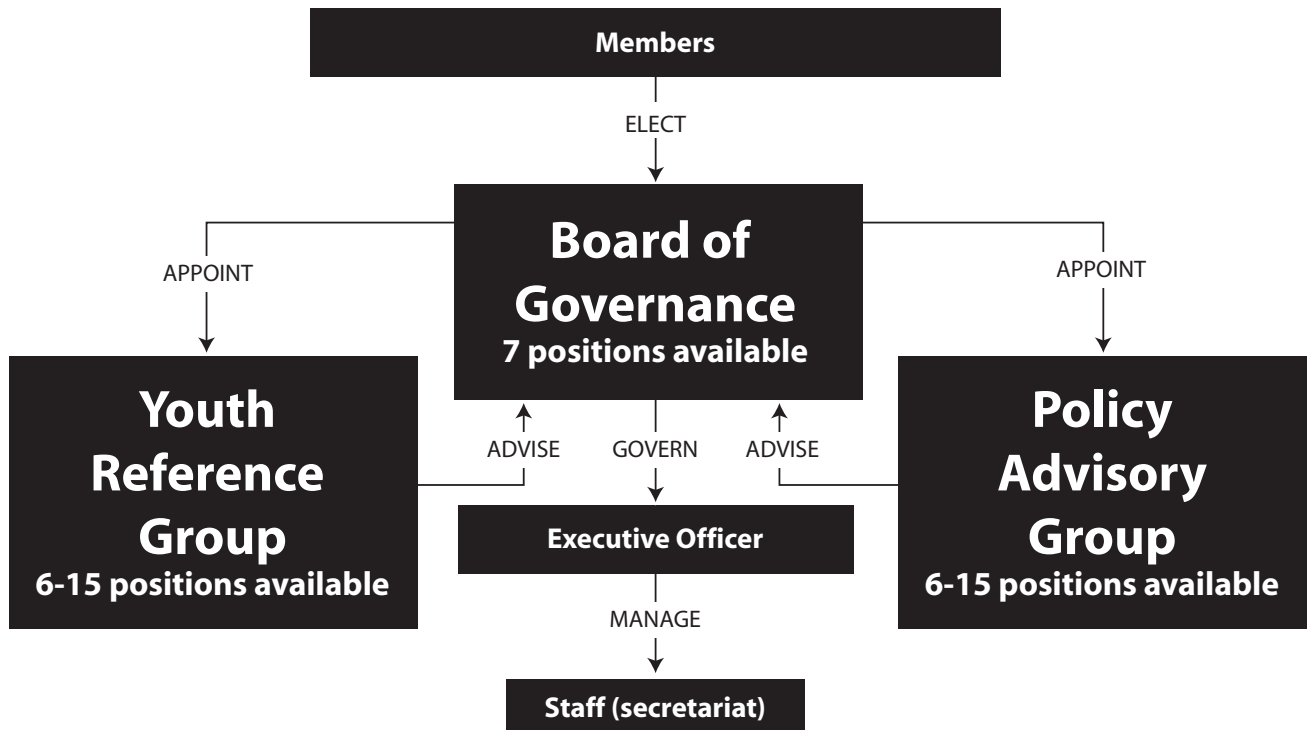 Members
ELECT
Board of
Governance
7 positions available
APPOINT
APPOINT
Youth
Reference
Group
6-15 positions available
ADVISE
GOVERN
ADVISE
Policy
Advisory
Group
6-15 positions available
Executive Officer
MANAGE
Staff (secretariat)